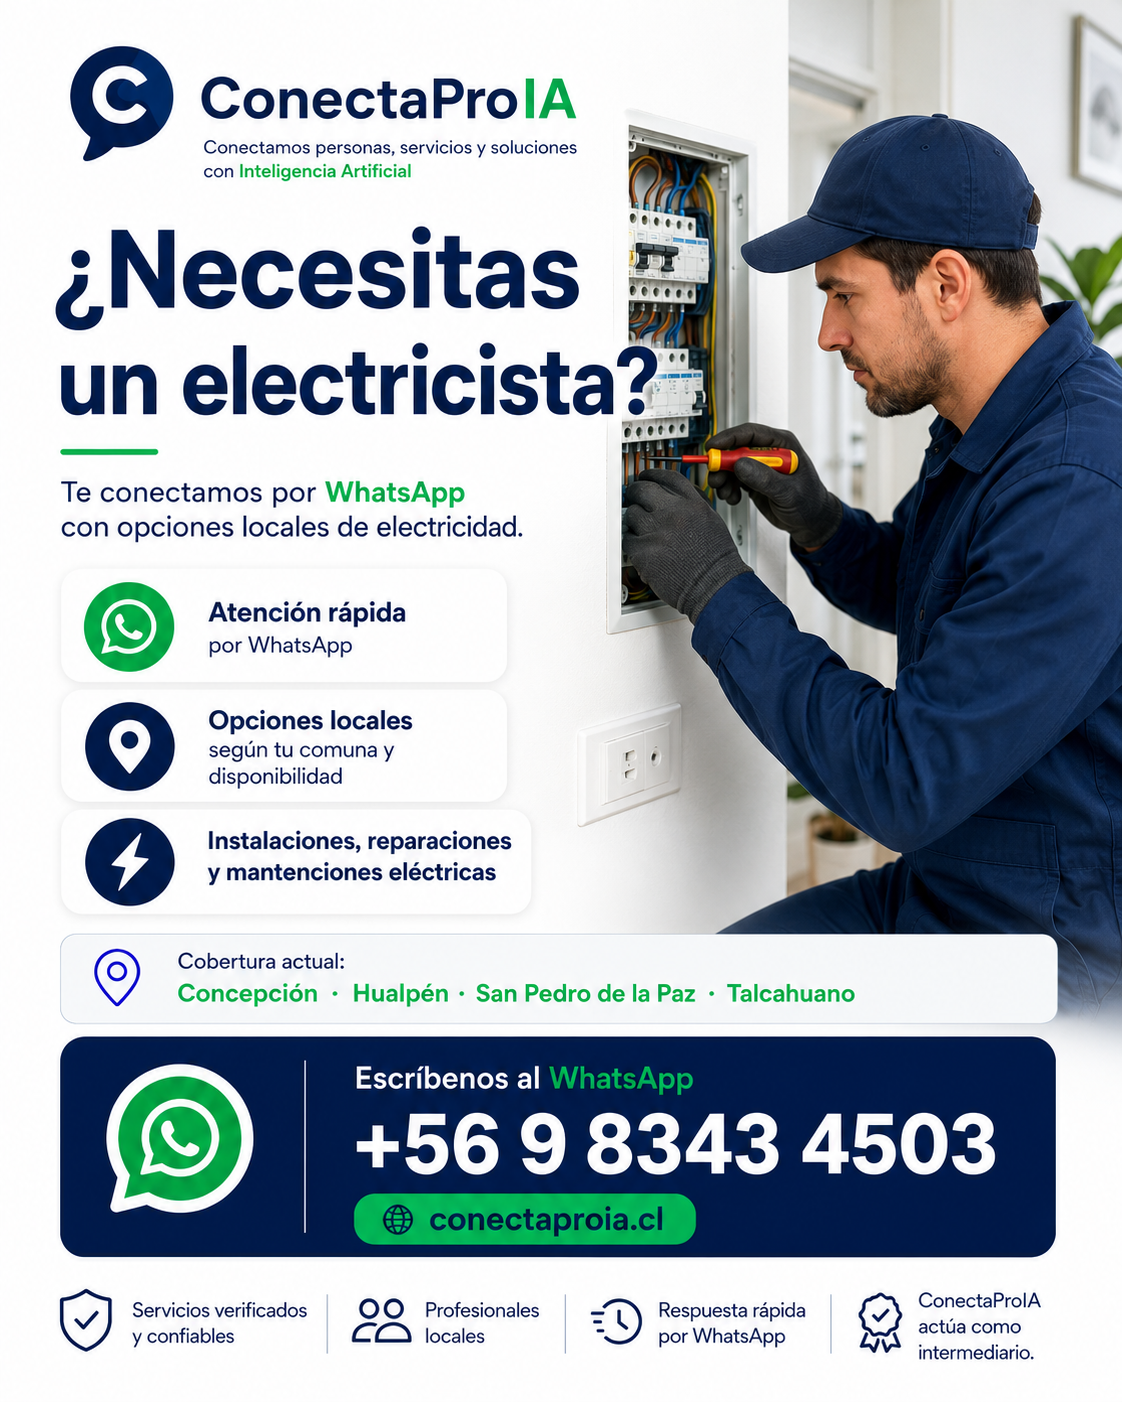 ConectaProIA
Conectamos personas, servicios y soluciones
con Inteligencia Artificial
¿Necesitas
un electricista?
Te conectamos por WhatsApp
con opciones locales de electricidad.
Atención rápida
por WhatsApp
Opciones locales
según tu comuna y
disponibilidad
Instalaciones, reparaciones
y mantenciones eléctricas
Cobertura actual:
Concepción · Hualpén · San Pedro de la Paz · Talcahuano
Escríbenos al WhatsApp
+56 9 8343 4503
conectaproia.cl
Servicios verificados
y confiables
Profesionales
locales
Respuesta rápida
por WhatsApp
ConectaProIA
actúa como
intermediario.